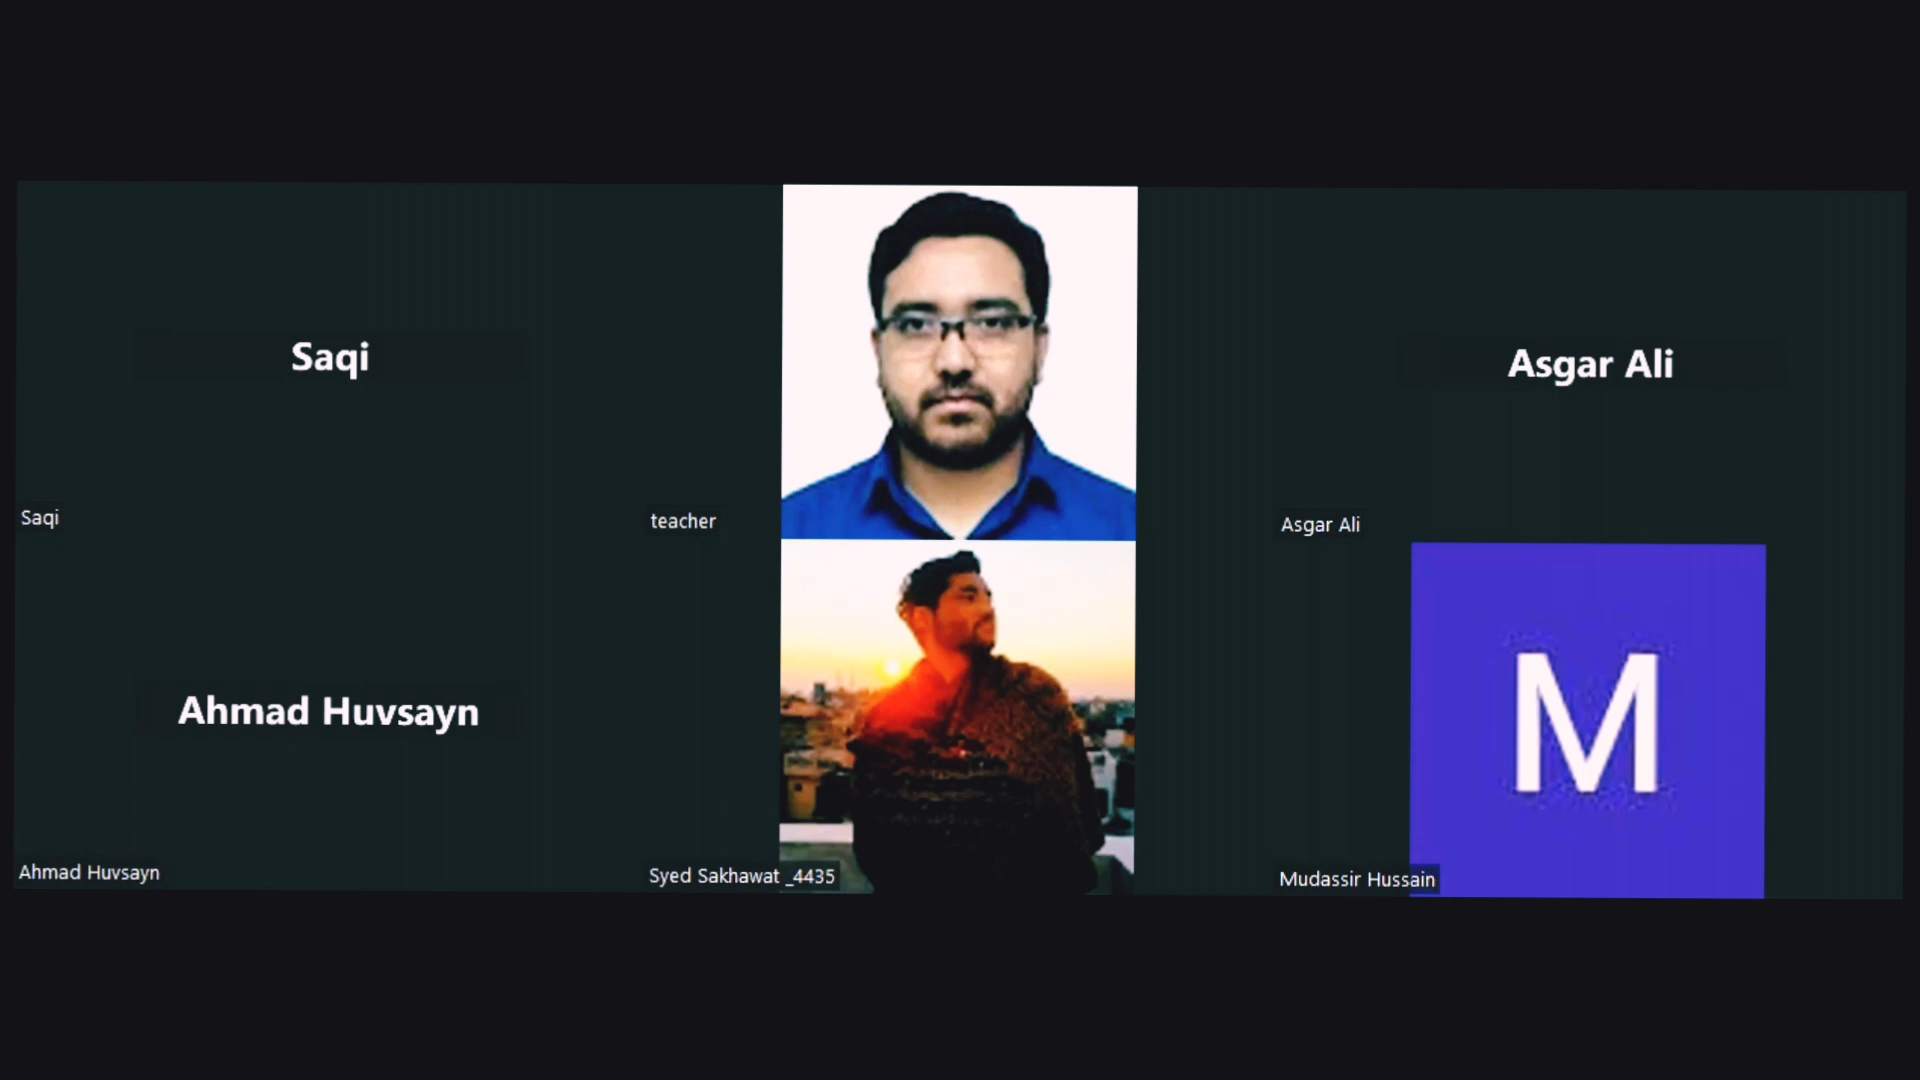 Saqi
Asgar Ali
Saqi
teacher
Asgar Ali
Ahmad Huvsayn
M
Ahmad Huvsayn
Syed Sakhawat _4435
Mudassir Hussain